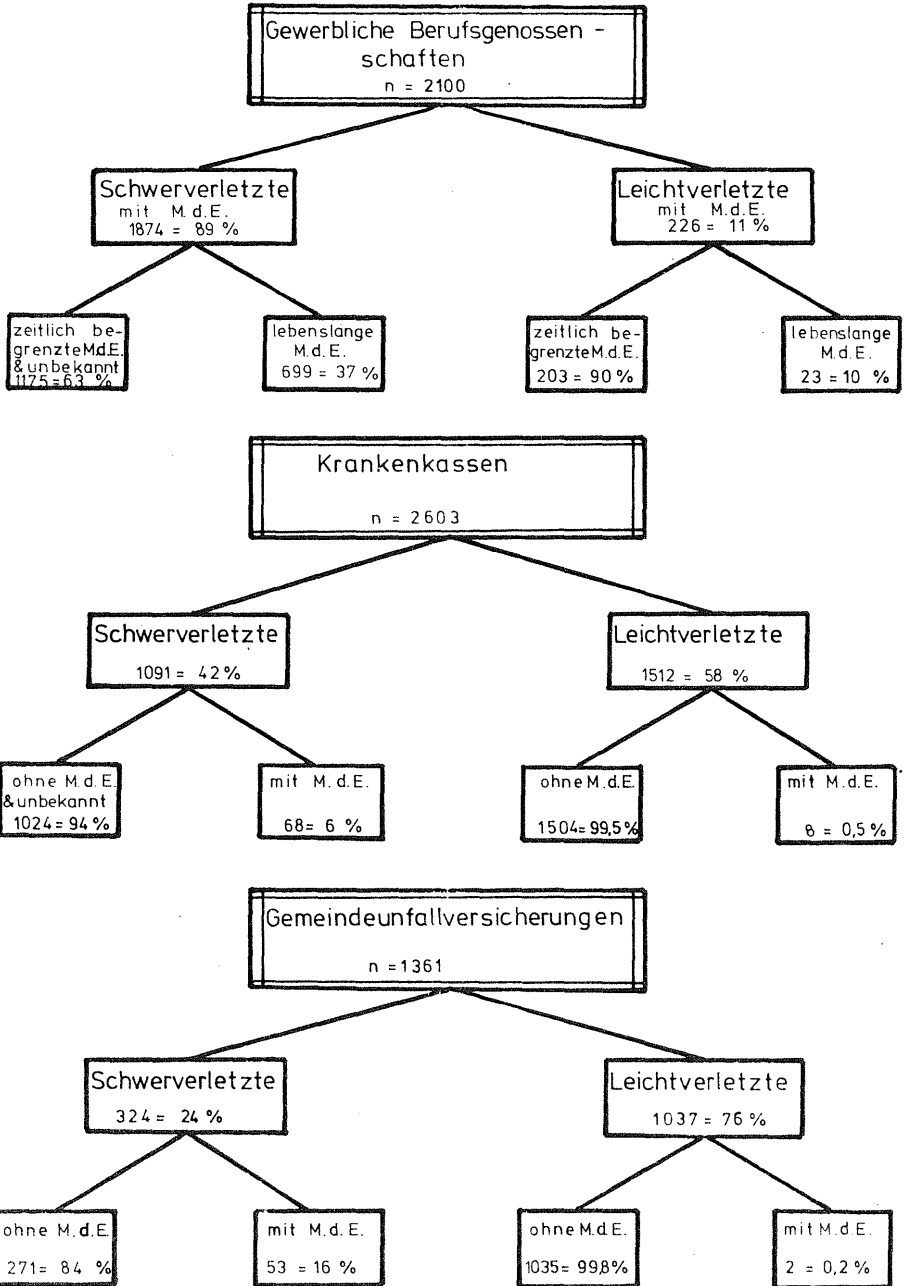 Gewerbliche Berufsgenossen -
schaften
n = 2100
Schwerverletzte
mit M.d.E.
1874 = 89 %
Leichtverletzte
mit M.d.E.
226 = 11 %
zeitlich be-
grenzte M.d.E.
& unbekannt
1175 = 63 %
lebenslange
M.d.E.
699 = 37 %
zeitlich be-
grenzte M.d.E.
203 = 90 %
lebenslange
M.d.E.
23 = 10 %
Krankenkassen
n = 2603
Schwerverletzte
1091 = 42 %
Leichtverletzte
1512 = 58 %
ohne M.d.E.
& unbekannt
1024 = 94 %
mit M.d.E.
68 = 6 %
ohne M.d.E.
1504 = 99,5 %
mit M.d.E.
8 = 0,5 %
Gemeindeunfallversicherungen
n = 1361
Schwerverletzte
324 = 24 %
Leichtverletzte
1037 = 76 %
ohne M.d.E.
271 = 84 %
mit M.d.E.
53 = 16 %
ohne M.d.E.
1035 = 99,8 %
mit M.d.E.
2 = 0,2 %